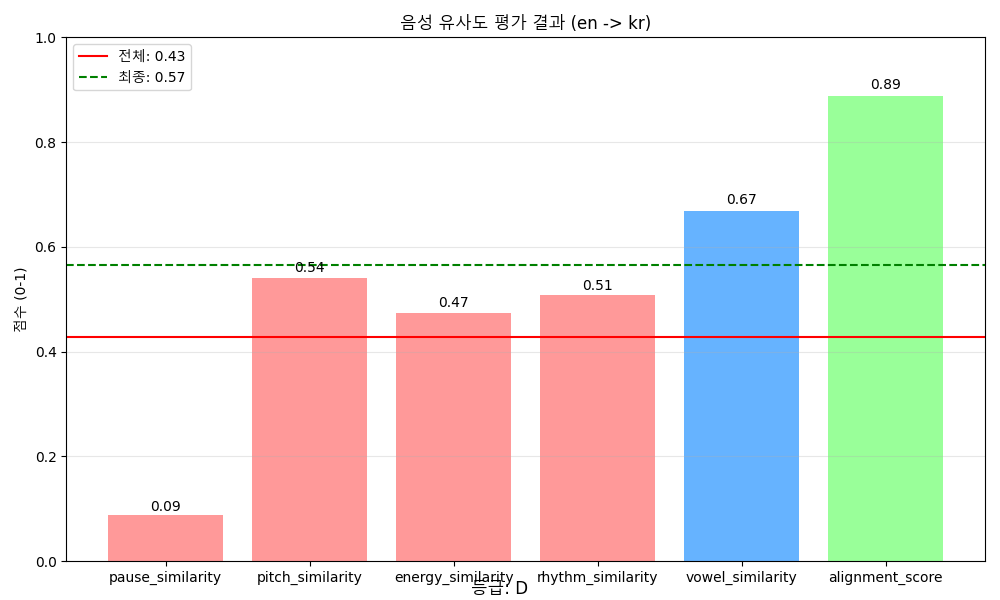 음성 유사도 평가 결과 (en -> kr)
전체: 0.43
최종: 0.57
점수 (0-1)
1.0
0.8
0.6
0.4
0.2
0.0
0.09
0.54
0.47
0.51
0.67
0.89
pause_similarity
pitch_similarity
energy_similarity
rhythm_similarity
vowel_similarity
alignment_score
등급: D